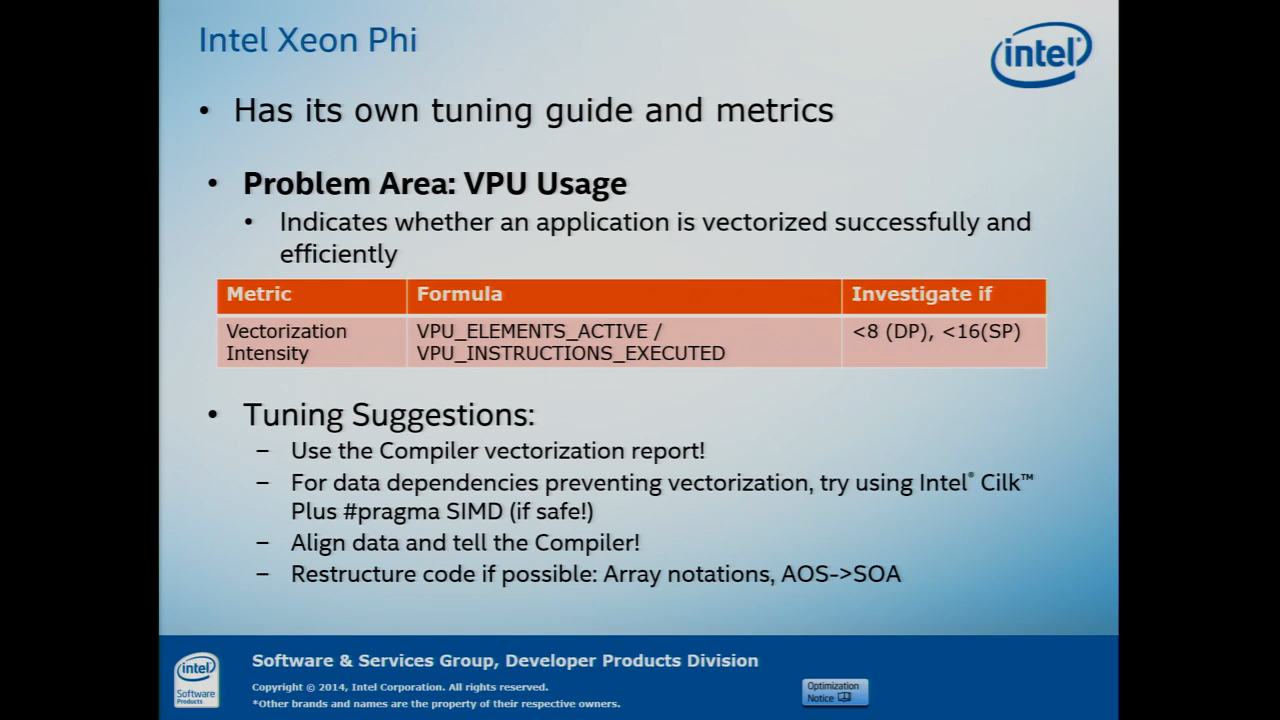 Intel Xeon Phi
intel
• Has its own tuning guide and metrics
• Problem Area: VPU Usage
• Indicates whether an application is vectorized successfully and
efficiently
Metric Formula Investigate if
Vectorization VPU_ELEMENTS_ACTIVE / <8 (DP), <16(SP)
Intensity VPU_INSTRUCTIONS_EXECUTED
• Tuning Suggestions:
– Use the Compiler vectorization report!
– For data dependencies preventing vectorization, try using Intel® Cilk™
Plus #pragma SIMD (if safe!)
– Align data and tell the Compiler!
– Restructure code if possible: Array notations, AOS->SOA
intel
Software
Products
Software & Services Group, Developer Products Division
Copyright © 2014, Intel Corporation. All rights reserved.
*Other brands and names are the property of their respective owners.
Optimization
Notice